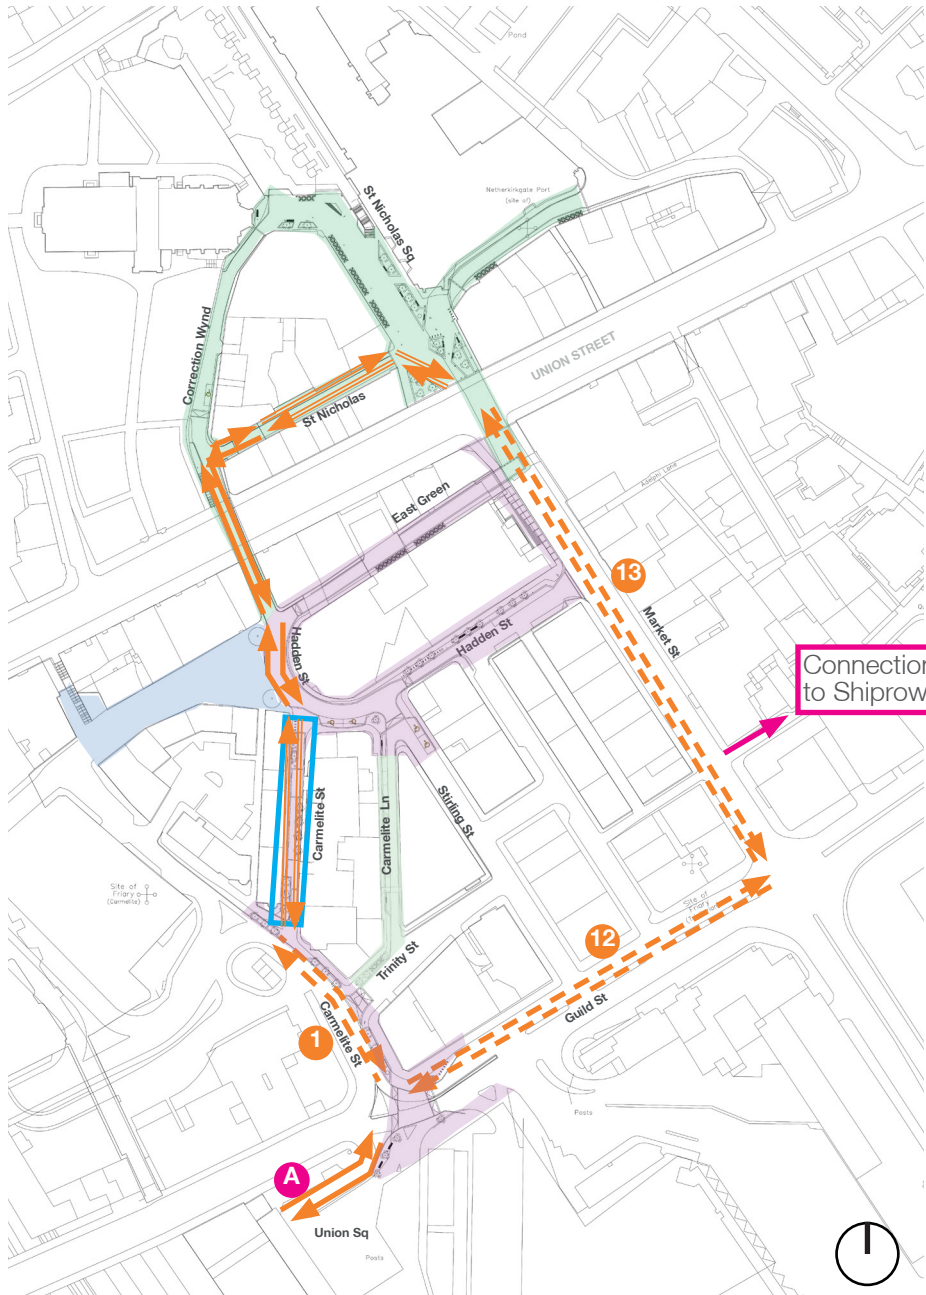 Pond
Netherkirkgate Port
(site of)
St Nicholas Sq
Correction Wynd
UNION STREET
St Nicholas
East Green
Adelphi Lane
13
Market St
Hadden St
Hadden St
Connection
to Shiprow
Carmelite St
Carmelite Ln
Stirling St
Site of
Friary
(Carmelite)
Site of
Friary
12
Trinity St
Guild St
Carmelite St
1
Posts
A
Union Sq
Posts